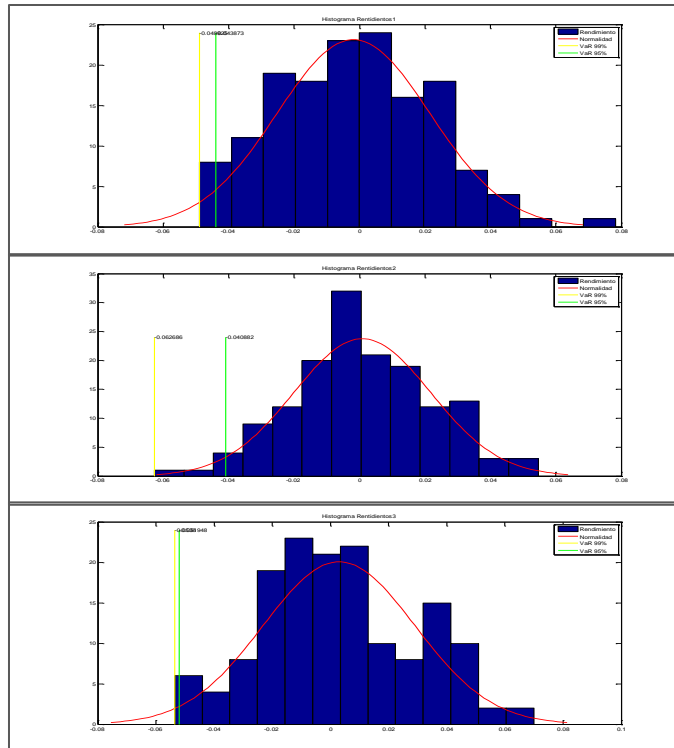 Histograma Rentidientos1
-0.043873
Rendimiento
Normalidad
VaR 99%
VaR 95%
25
20
15
10
5
0
-0.08 -0.06 -0.04 -0.02 0 0.02 0.04 0.06 0.08
Histograma Rentidientos2
-0.062686
-0.040882
Rendimiento
Normalidad
VaR 99%
VaR 95%
35
30
25
20
15
10
5
0
-0.08 -0.06 -0.04 -0.02 0 0.02 0.04 0.06 0.08
Histograma Rentidientos3
Rendimiento
Normalidad
VaR 99%
VaR 95%
25
20
15
10
5
0
-0.08 -0.06 -0.04 -0.02 0 0.02 0.04 0.06 0.08 0.1